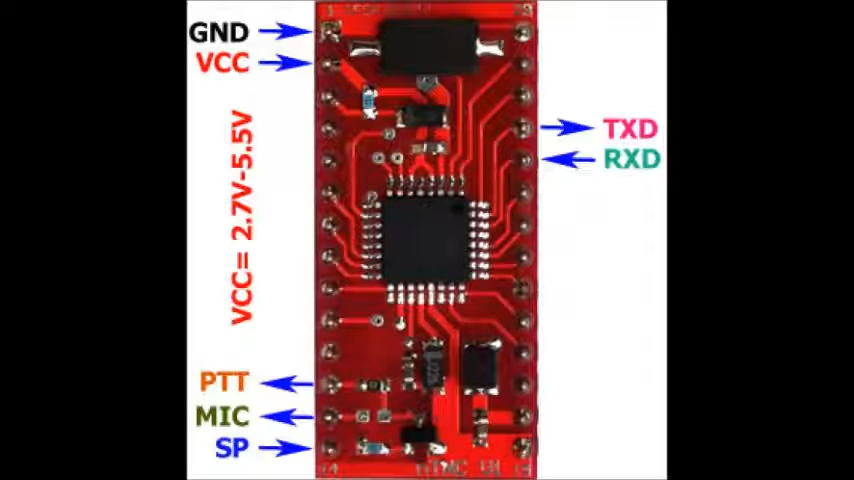 GND
VCC
TXD
RXD
VCC= 2.7V-5.5V
PTT
MIC
SP